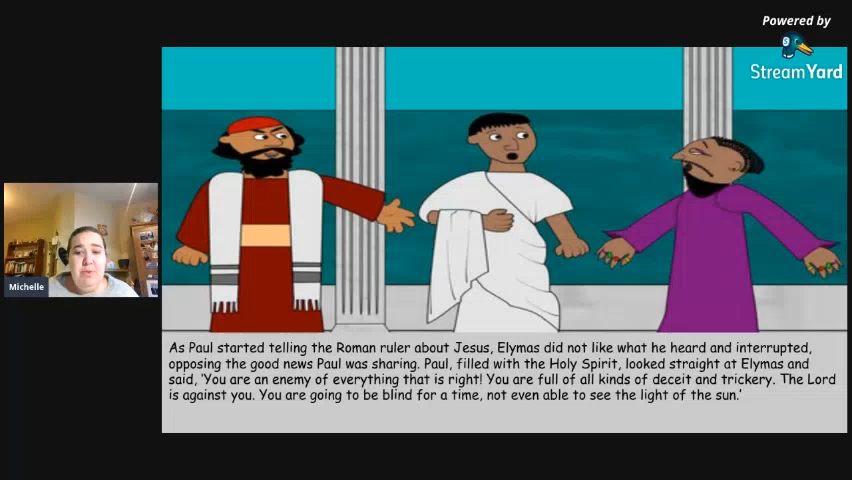 Powered by
StreamYard
Michelle
As Paul started telling the Roman ruler about Jesus, Elymas did not like what he heard and interrupted,
opposing the good news Paul was sharing. Paul, filled with the Holy Spirit, looked straight at Elymas and
said, ‘You are an enemy of everything that is right! You are full of all kinds of deceit and trickery. The Lord
is against you. You are going to be blind for a time, not even able to see the light of the sun.’